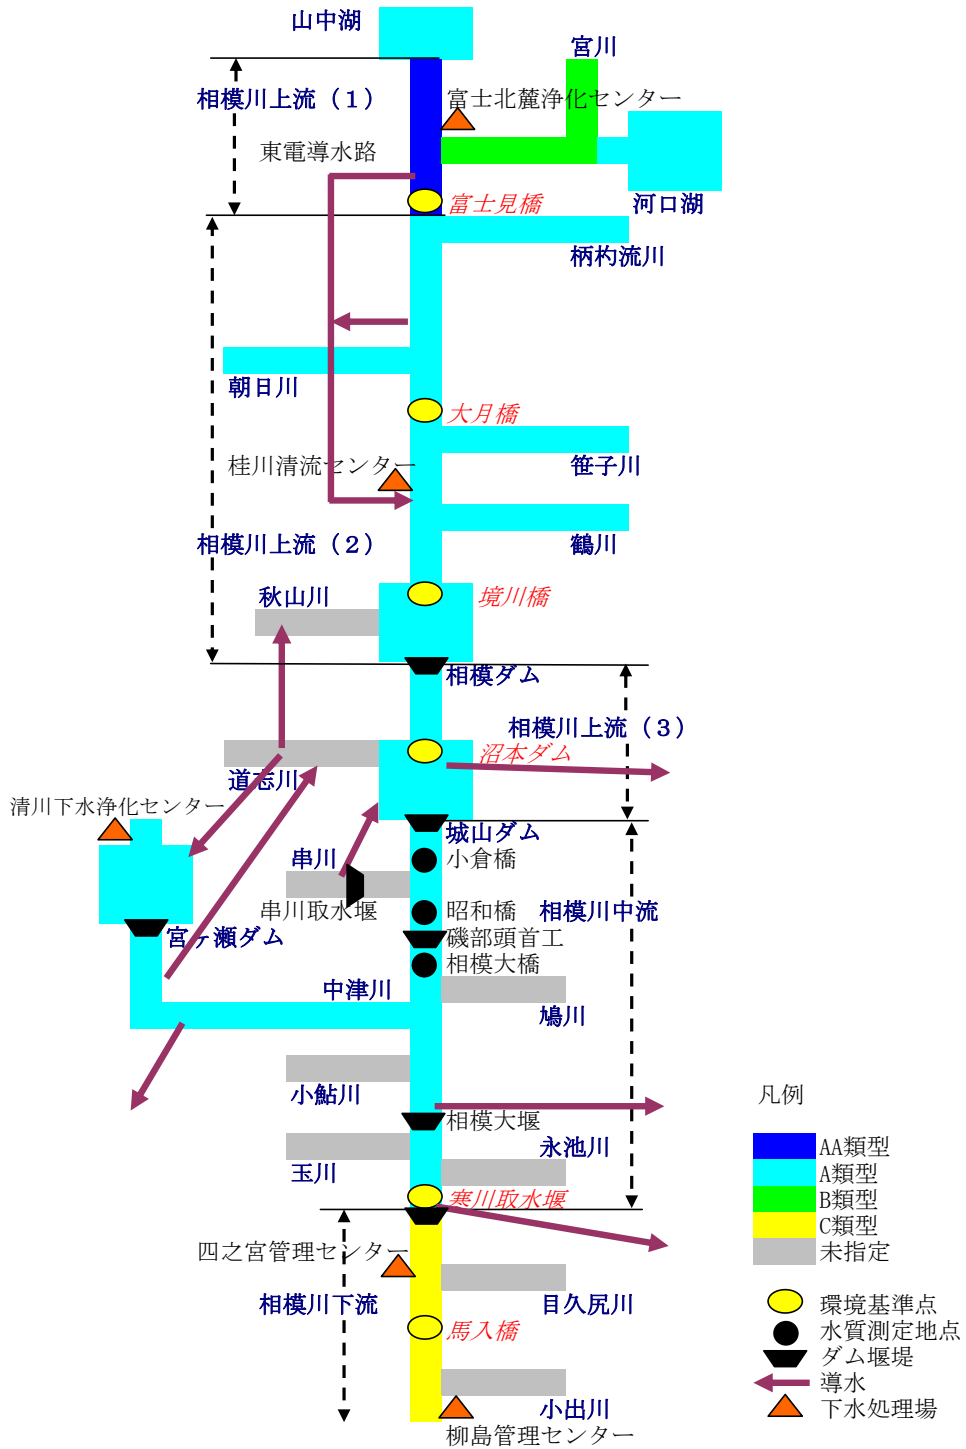 山中湖
宮川
相模川上流（１）
富士北麓浄化センター
東電導水路
富士見橋
河口湖
柄杓流川
朝日川
大月橋
桂川清流センター
笹子川
相模川上流（２）
鶴川
秋山川
境川橋
相模ダム
相模川上流（３）
沼本ダム
道志川
清川下水浄化センター
城山ダム
串川
小倉橋
串川取水堰
昭和橋
相模川中流
宮ヶ瀬ダム
磯部頭首工
相模大橋
中津川
鳩川
小鮎川
相模大堰
永池川
玉川
寒川取水堰
四之宮管理センター
相模川下流
目久尻川
馬入橋
小出川
柳島管理センター
凡例
AA類型
A類型
B類型
C類型
未指定
環境基準点
水質測定地点
ダム堰堤
導水
下水処理場